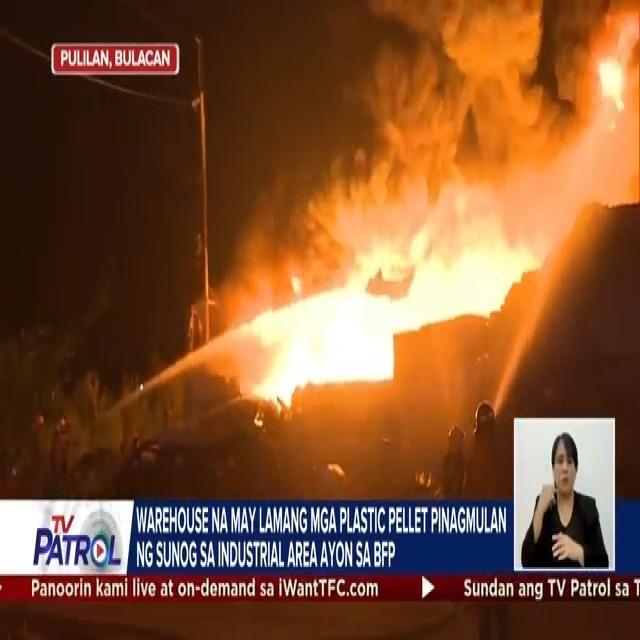 PULILAN, BULACAN
TV
PATROL
WAREHOUSE NA MAY LAMANG MGA PLASTIC PELLET PINAGMULAN
NG SUNOG SA INDUSTRIAL AREA AYON SA BFP
Panoorin kami live at on-demand sa iWantTFC.com
Sundan ang TV Patrol sa T